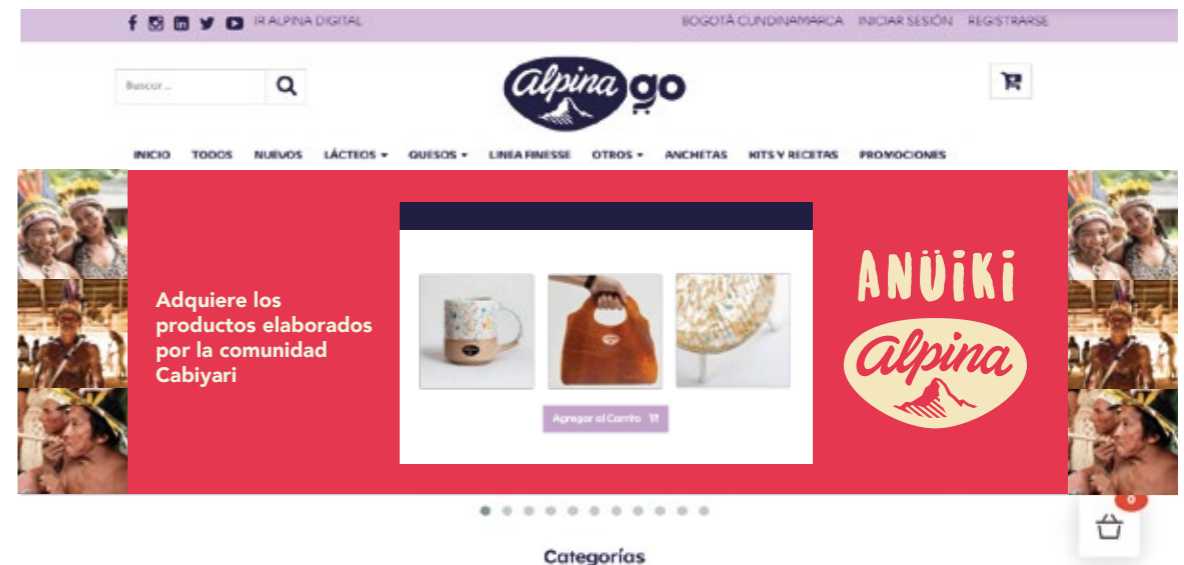 IR ALPINA DIGITAL
BOGOTÁ CUNDINAMARCA INICIAR SESIÓN REGISTRARSE
Buscar...
alpina go
INICIO TODOS NUEVOS LÁCTEOS QUESOS LINEA FINESSE OTROS ANCHETAS KITS Y RECETAS PROMOCIONES
Adquiere los
productos elaborados
por la comunidad
Cabiyari
Agregar al Carrito
ANÜiKi
alpina
0
Categorías